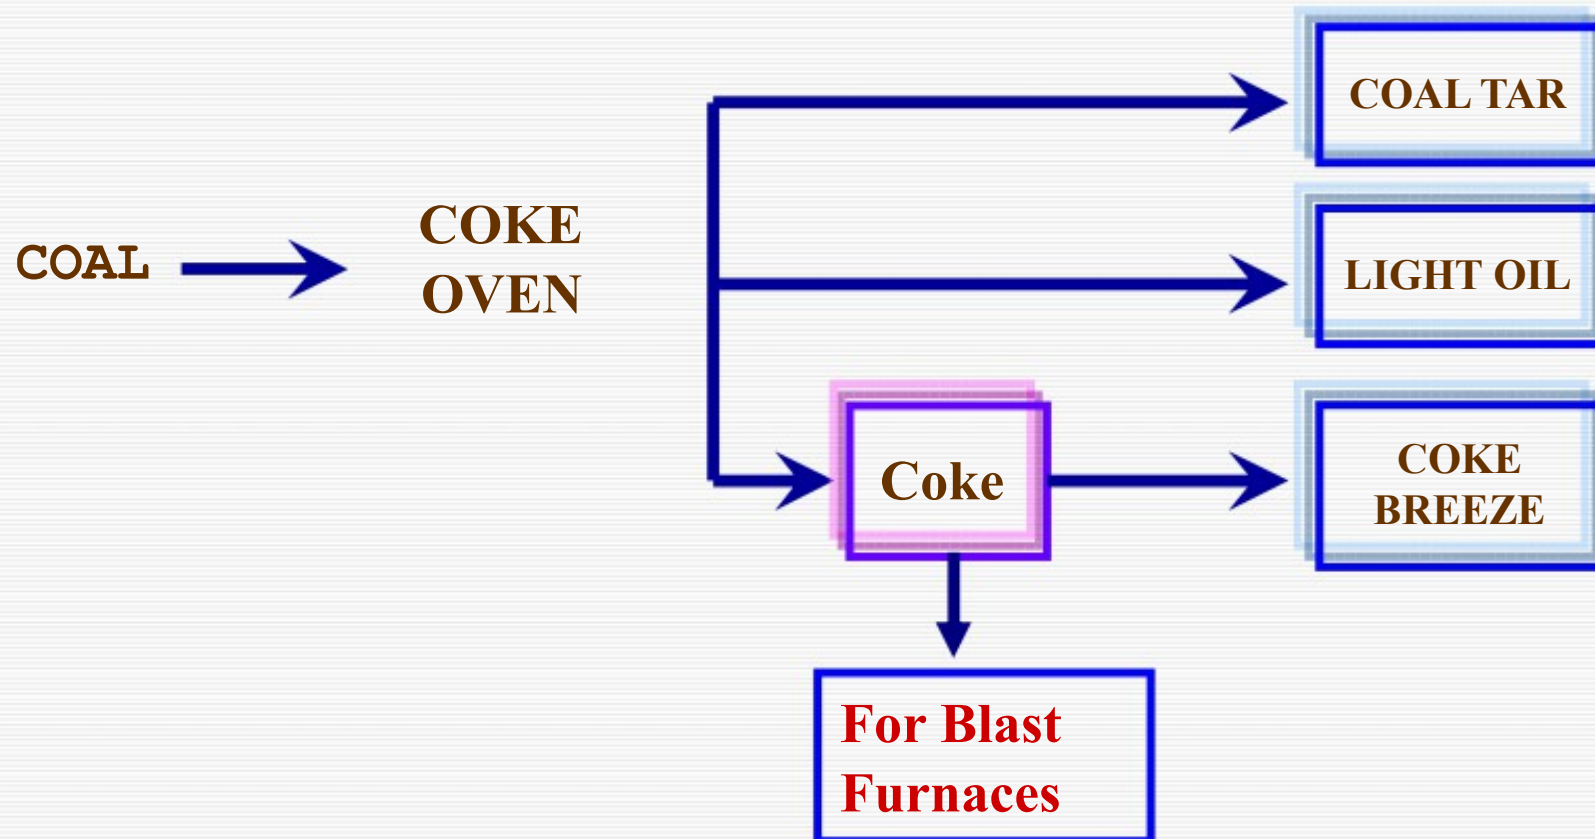 COAL
COKE
OVEN
COAL TAR
LIGHT OIL
Coke
COKE
BREEZE
For Blast
Furnaces